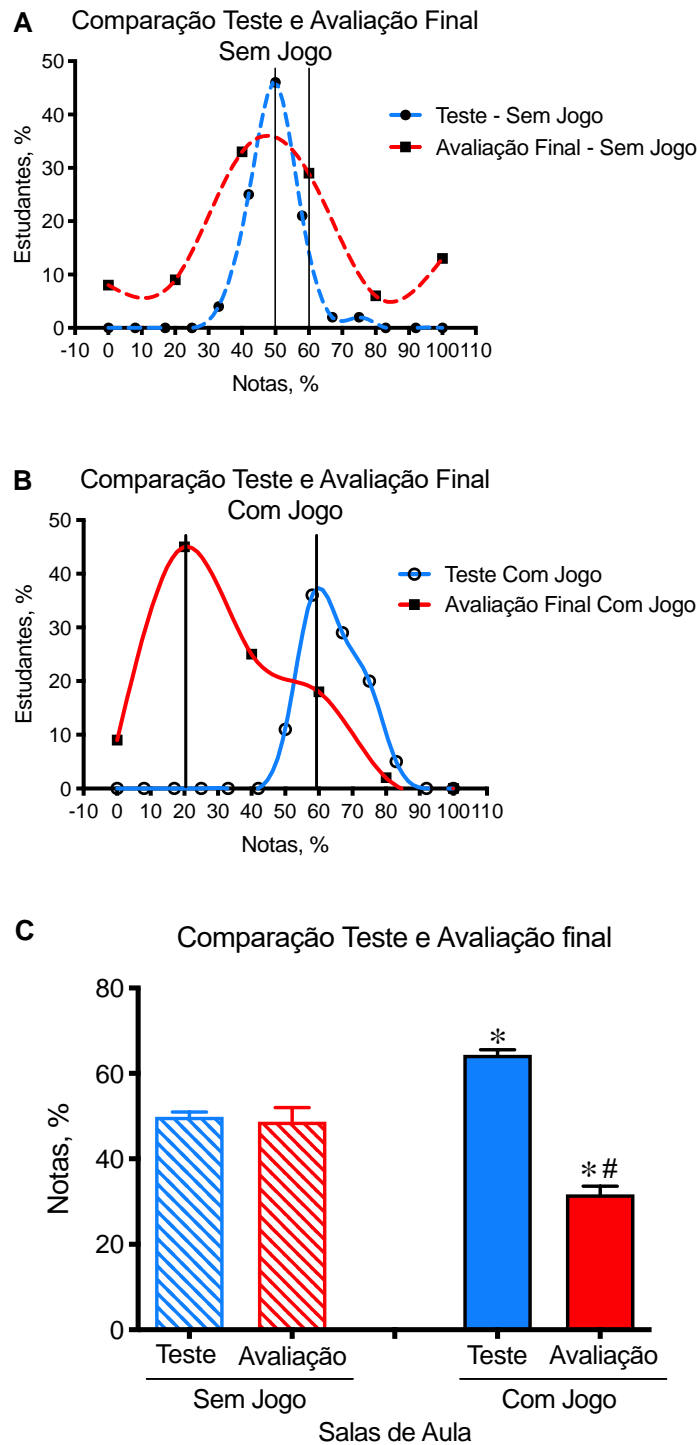 A
Comparação Teste e Avaliação Final
Sem Jogo
50
40
30
20
10
0
Estudantes, %
-10 0 10 20 30 40 50 60 70 80 90 100 110
Notas, %
Teste - Sem Jogo
Avaliação Final - Sem Jogo
B
Comparação Teste e Avaliação Final
Com Jogo
50
40
30
20
10
0
Estudantes, %
-10 0 10 20 30 40 50 60 70 80 90 100 110
Notas, %
Teste Com Jogo
Avaliação Final Com Jogo
C
Comparação Teste e Avaliação final
80
60
40
20
0
Notas, %
*
*#
Teste Avaliação Teste Avaliação
Sem Jogo Com Jogo
Salas de Aula